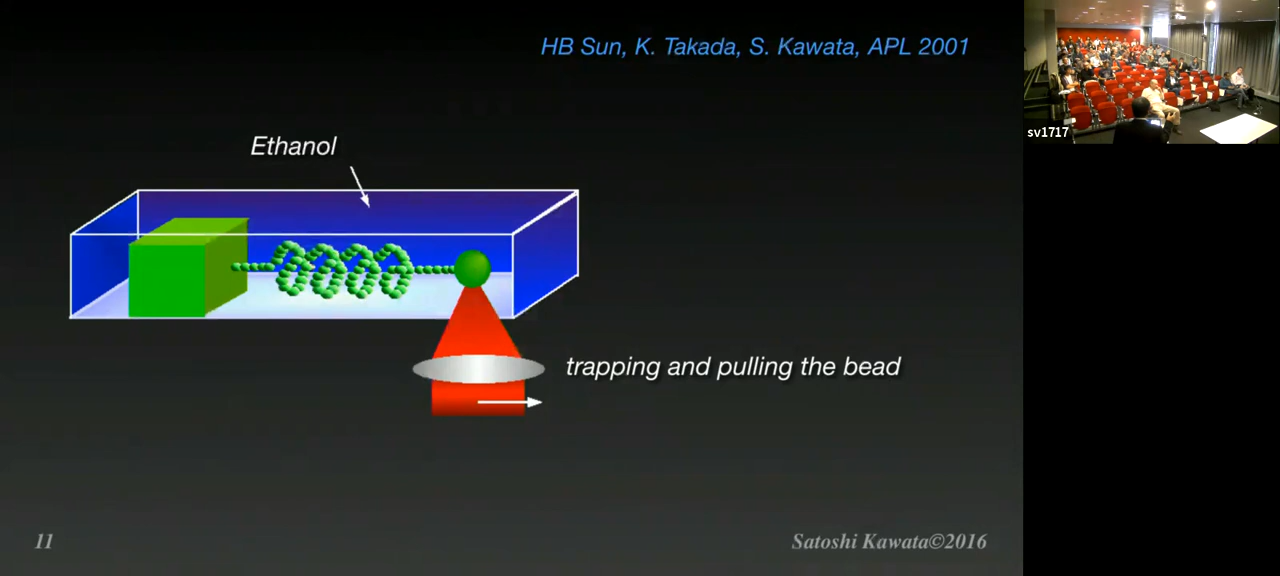 HB Sun, K. Takada, S. Kawata, APL 2001
sv1717
Ethanol
trapping and pulling the bead
11
Satoshi Kawata©2016